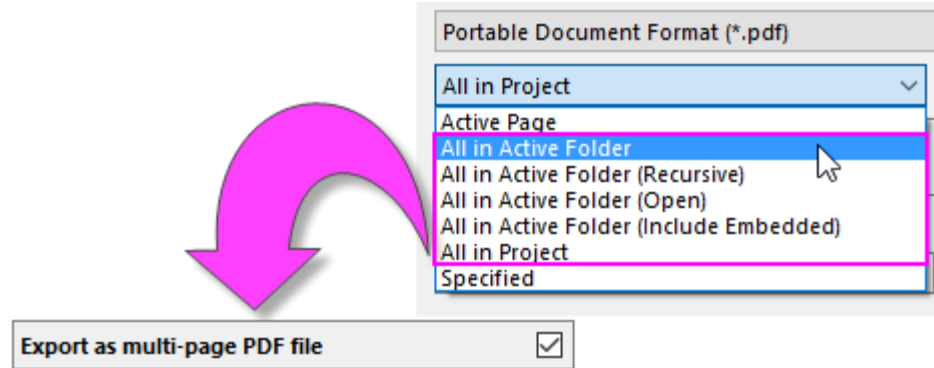 Portable Document Format (*.pdf)
All in Project
Active Page
All in Active Folder
All in Active Folder (Recursive)
All in Active Folder (Open)
All in Active Folder (Include Embedded)
All in Project
Specified
Export as multi-page PDF file